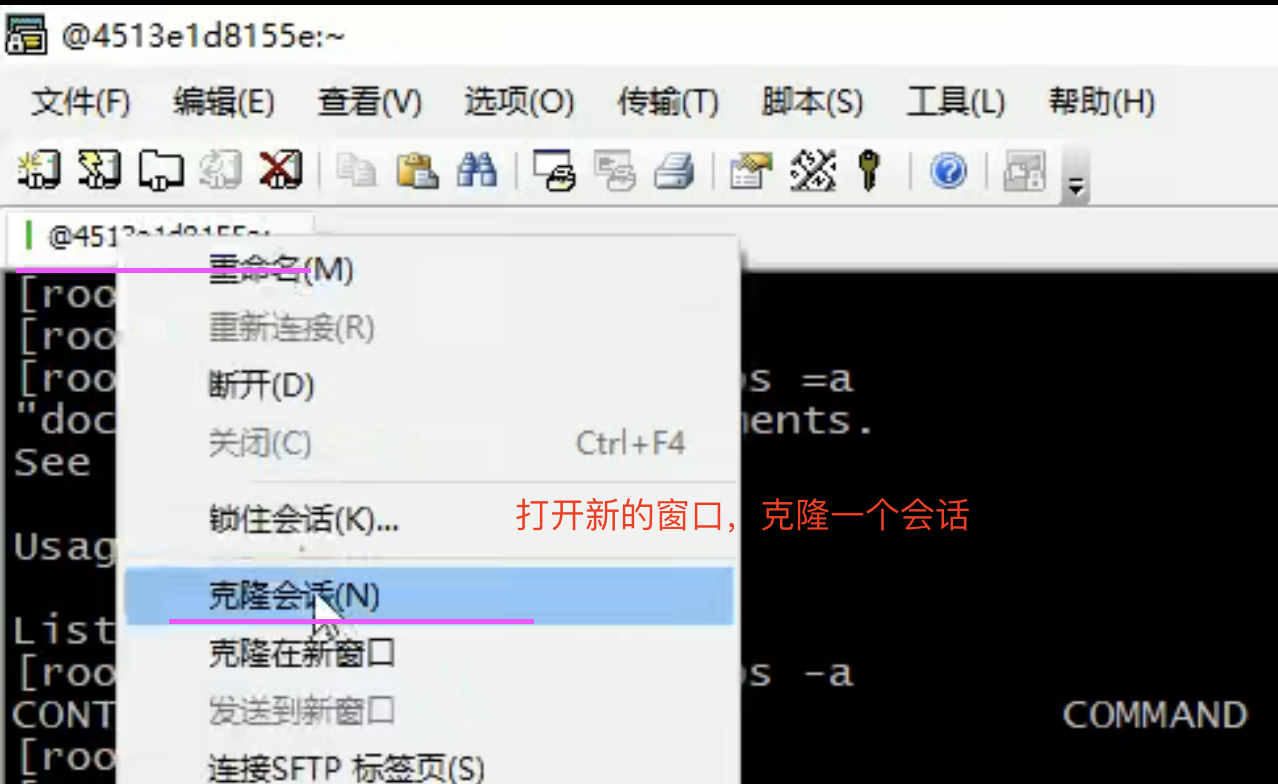 @4513e1d8155e:~
文件(F) 编辑(E) 查看(V) 选项(O) 传输(T) 脚本(S) 工具(L) 帮助(H)
@4513e1d8155e:~
重命名(M)
[roo
重新连接(R)
[roo
断开(D)
[roo s =a
"doc ents.
关闭(C) Ctrl+F4
See
锁住会话(K)... 打开新的窗口，克隆一个会话
Usag
克隆会话(N)
List
克隆在新窗口
[roo s -a
发送到新窗口
CONT COMMAND
[roo
连接SFTP 标签页(S)